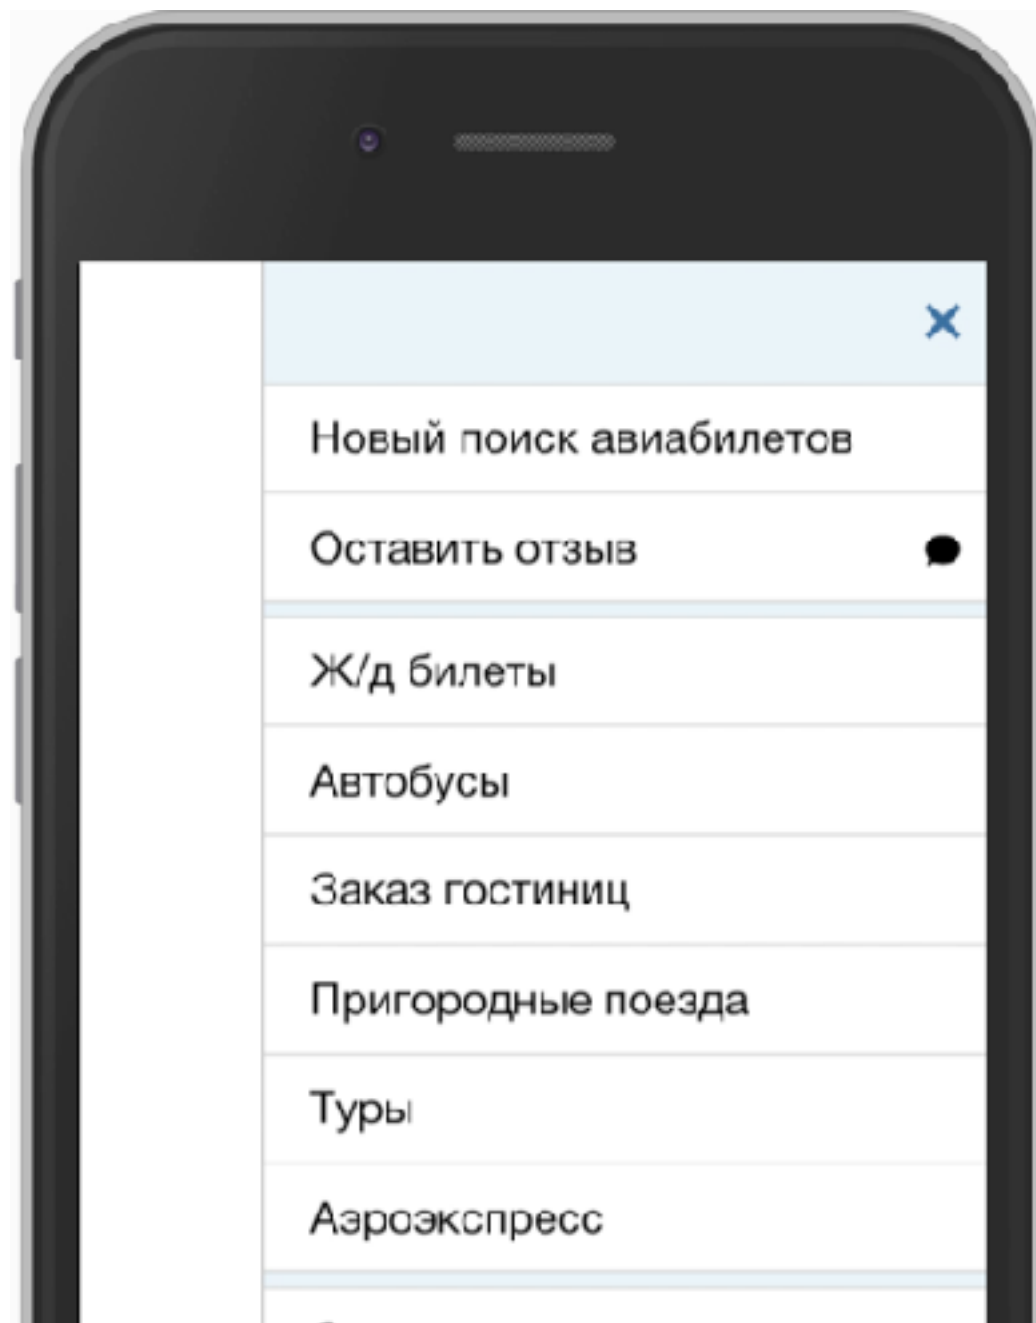 Новый поиск авиабилетов
Оставить отзыв
Ж/д билеты
Автобусы
Заказ гостиниц
Пригородные поезда
Туры
Аэроэкспресс